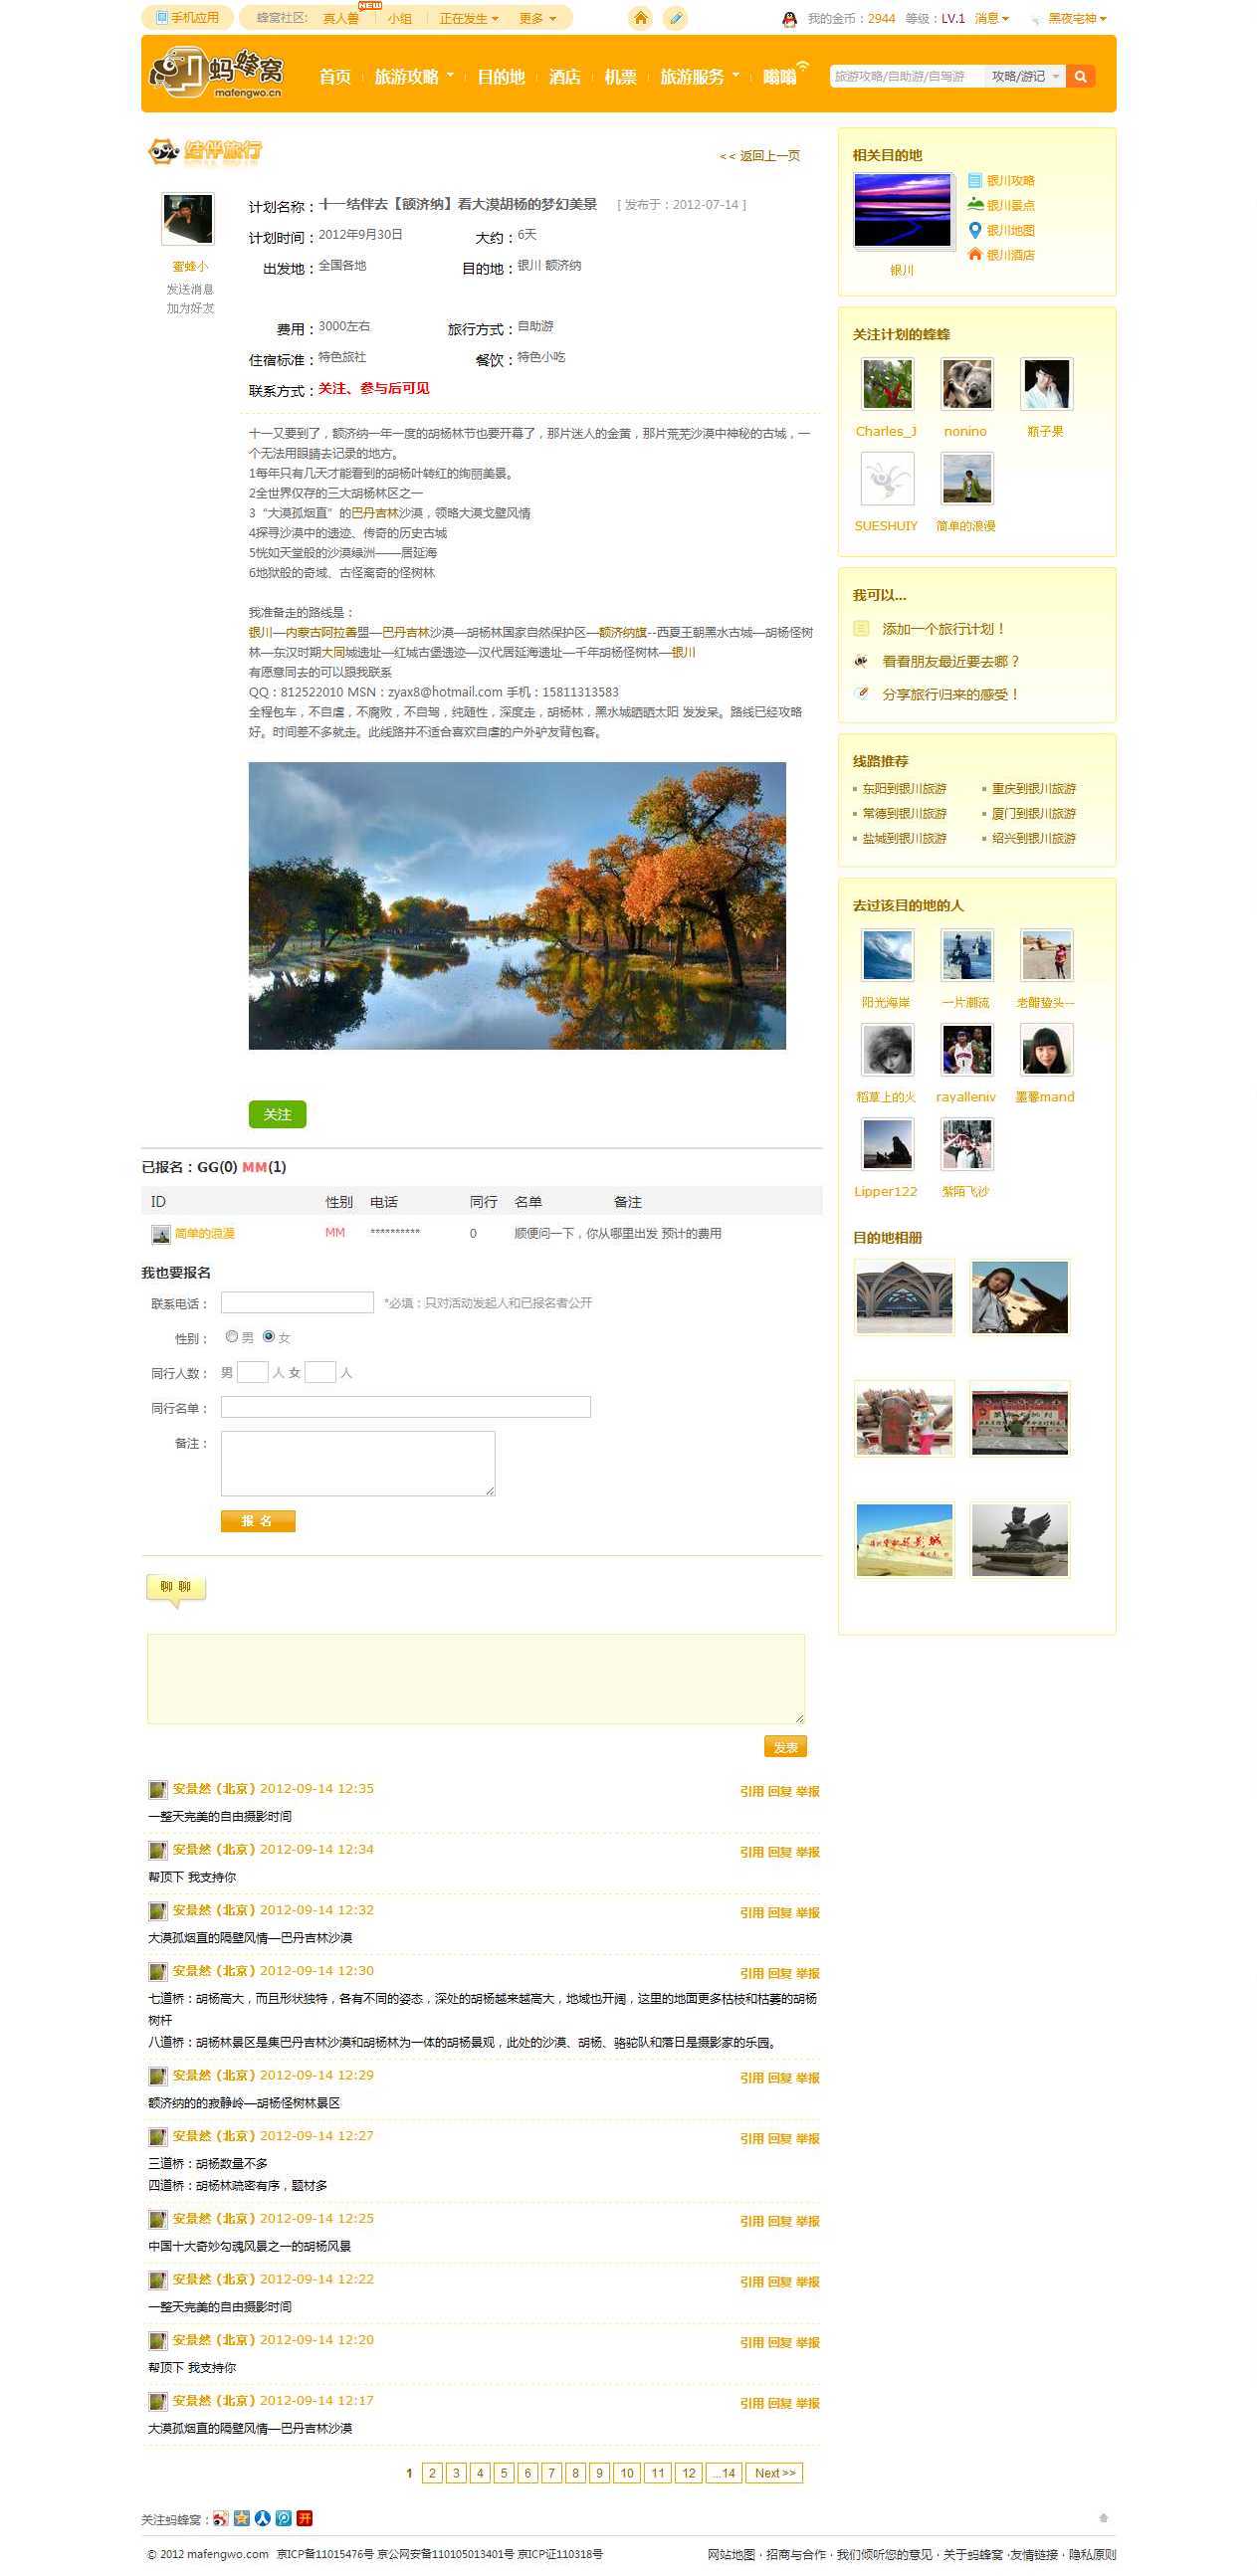 手机应用
蜂窝社区:
真人兽
NEW
小组
正在发生
更多
我的金币：2944 等级：LV.1 消息
黑夜宅神
蚂蜂窝
mafengwo.cn
首页
旅游攻略
目的地
酒店
机票
旅游服务
嗡嗡
旅游攻略/自助游/自驾游
攻略/游记
结伴旅行
<< 返回上一页
蜜蜂小
发送消息
加为好友
计划名称：十一结伴去【额济纳】看大漠胡杨的梦幻美景 [ 发布于：2012-07-14 ]
计划时间：2012年9月30日 大约：6天
出发地：全国各地 目的地：银川 额济纳
费用：3000左右 旅行方式：自助游
住宿标准：特色旅社 餐饮：特色小吃
联系方式：关注、参与后可见
十一又要到了，额济纳一年一度的胡杨林节也要开幕了，那片迷人的金黄，那片荒芜沙漠中神秘的古城，一
个无法用眼睛去记录的地方。
1每年只有几天才能看到的胡杨叶转红的绚丽美景。
2全世界仅存的三大胡杨林区之一
3“大漠孤烟直”的巴丹吉林沙漠，领略大漠戈壁风情
4探寻沙漠中的遗迹、传奇的历史古城
5恍如天堂般的沙漠绿洲——居延海
6地狱般的奇域、古怪离奇的怪树林
我准备走的路线是：
银川—内蒙古阿拉善盟—巴丹吉林沙漠—胡杨林国家自然保护区—额济纳旗--西夏王朝黑水古城—胡杨怪树
林—东汉时期大同城遗址—红城古堡遗迹—汉代居延海遗址—千年胡杨怪树林—银川
有愿意同去的可以跟我联系
QQ：812522010 MSN：zyax8@hotmail.com 手机：15811313583
全程包车，不自虐，不腐败，不自驾，纯随性，深度走，胡杨林，黑水城晒晒太阳 发发呆。路线已经攻略
好。时间差不多就走。此线路并不适合喜欢自虐的户外驴友背包客。
关注
已报名：GG(0) MM(1)
ID 性别 电话 同行 名单 备注
简单的浪漫 MM ********** 0 顺便问一下，你从哪里出发 预计的费用
我也要报名
联系电话： *必填：只对活动发起人和已报名者公开
性别： 男 女
同行人数： 男 人 女 人
同行名单：
备注：
报 名
聊 聊
发表
安景然（北京）2012-09-14 12:35 引用 回复 举报
一整天完美的自由摄影时间
安景然（北京）2012-09-14 12:34 引用 回复 举报
帮顶下 我支持你
安景然（北京）2012-09-14 12:32 引用 回复 举报
大漠孤烟直的隔壁风情—巴丹吉林沙漠
安景然（北京）2012-09-14 12:30 引用 回复 举报
七道桥：胡杨高大，而且形状独特，各有不同的姿态，深处的胡杨越来越高大，地域也开阔，这里的地面更多枯枝和枯萎的胡杨
树杆
八道桥：胡杨林景区是集巴丹吉林沙漠和胡杨林为一体的胡杨景观，此处的沙漠、胡杨、骆驼队和落日是摄影家的乐园。
安景然（北京）2012-09-14 12:29 引用 回复 举报
额济纳的的寂静岭—胡杨怪树林景区
安景然（北京）2012-09-14 12:27 引用 回复 举报
三道桥：胡杨数量不多
四道桥：胡杨林疏密有序，题材多
安景然（北京）2012-09-14 12:25 引用 回复 举报
中国十大奇妙勾魂风景之一的胡杨风景
安景然（北京）2012-09-14 12:22 引用 回复 举报
一整天完美的自由摄影时间
安景然（北京）2012-09-14 12:20 引用 回复 举报
帮顶下 我支持你
安景然（北京）2012-09-14 12:17 引用 回复 举报
大漠孤烟直的隔壁风情—巴丹吉林沙漠
1 2 3 4 5 6 7 8 9 10 11 12 ...14 Next >>
相关目的地
银川
银川攻略
银川景点
银川地图
银川酒店
关注计划的蜂蜂
Charles_J nonino 瓶子果
SUESHUIY 简单的浪漫
我可以...
添加一个旅行计划！
看看朋友最近要去哪？
分享旅行归来的感受！
线路推荐
东阳到银川旅游 重庆到银川旅游
常德到银川旅游 厦门到银川旅游
盐城到银川旅游 绍兴到银川旅游
去过该目的地的人
阳光海岸 一片潮流 老醋蛰头--
稻草上的火 rayalleniv 墨馨mand
Lipper122 紫陌飞沙
目的地相册
关注蚂蜂窝：
© 2012 mafengwo.com 京ICP备11015476号 京公网安备110105013401号 京ICP证110318号
网站地图 · 招商与合作 · 我们倾听您的意见 · 关于蚂蜂窝 · 友情链接 · 隐私原则